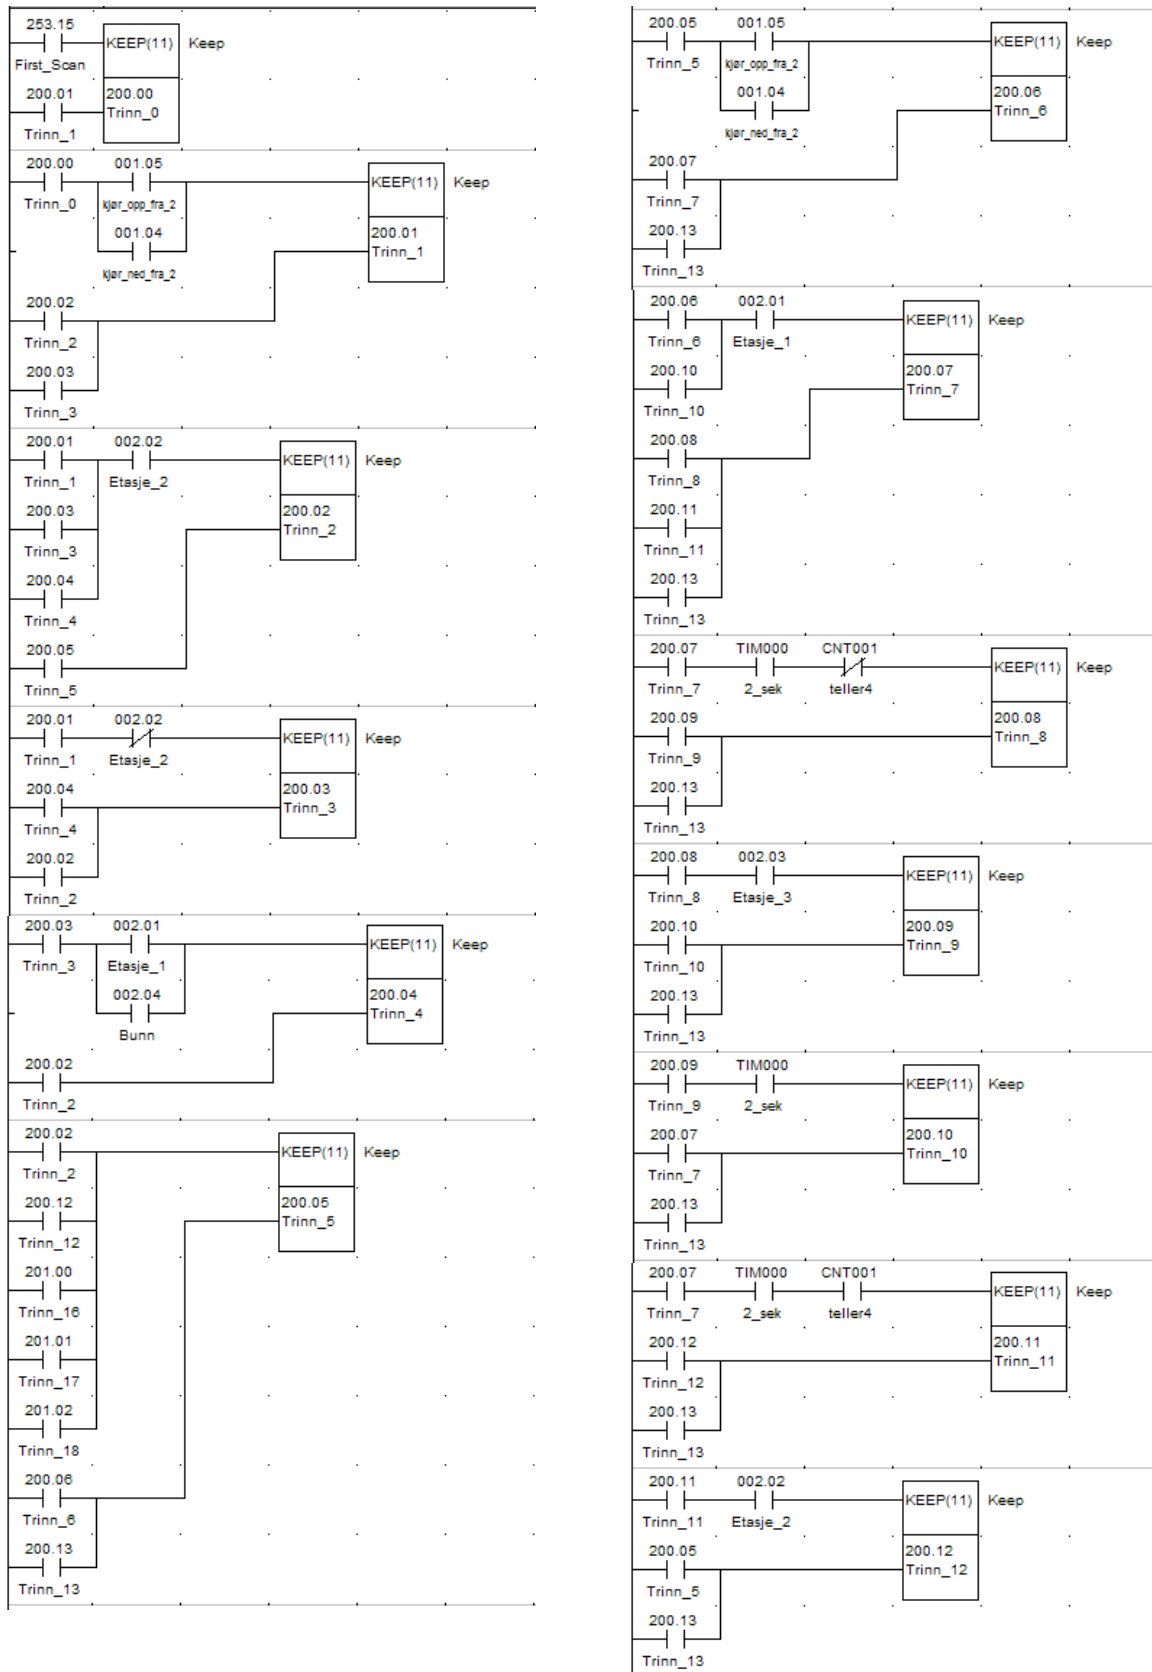 253.15
KEEP(11) Keep
First_Scan
200.01 200.00
Trinn_0
Trinn_1
200.00 001.05
KEEP(11) Keep
Trinn_0 kjør_opp_fra_2
001.04 200.01
Trinn_1
kjør_ned_fra_2
200.02
Trinn_2
200.03
Trinn_3
200.01 002.02
KEEP(11) Keep
Trinn_1 Etasje_2
200.03 200.02
Trinn_2
Trinn_3
200.04
Trinn_4
200.05
Trinn_5
200.01 002.02
KEEP(11) Keep
Trinn_1 Etasje_2
200.04 200.03
Trinn_3
Trinn_4
200.02
Trinn_2
200.03 002.01
KEEP(11) Keep
Trinn_3 Etasje_1
002.04 200.04
Trinn_4
Bunn
200.02
Trinn_2
200.02
KEEP(11) Keep
Trinn_2
200.12 200.05
Trinn_5
Trinn_12
201.00
Trinn_16
201.01
Trinn_17
201.02
Trinn_18
200.06
Trinn_6
200.13
Trinn_13
200.05 001.05
KEEP(11) Keep
Trinn_5 kjør_opp_fra_2
001.04 200.06
Trinn_6
kjør_ned_fra_2
200.07
Trinn_7
200.13
Trinn_13
200.06 002.01
KEEP(11) Keep
Trinn_6 Etasje_1
200.10 200.07
Trinn_7
Trinn_10
200.08
Trinn_8
200.11
Trinn_11
200.13
Trinn_13
200.07 TIM000 CNT001
KEEP(11) Keep
Trinn_7 2_sek teller4
200.09 200.08
Trinn_8
Trinn_9
200.13
Trinn_13
200.08 002.03
KEEP(11) Keep
Trinn_8 Etasje_3
200.10 200.09
Trinn_9
Trinn_10
200.13
Trinn_13
200.09 TIM000
KEEP(11) Keep
Trinn_9 2_sek
200.07 200.10
Trinn_10
Trinn_7
200.13
Trinn_13
200.07 TIM000 CNT001
KEEP(11) Keep
Trinn_7 2_sek teller4
200.12 200.11
Trinn_11
Trinn_12
200.13
Trinn_13
200.11 002.02
KEEP(11) Keep
Trinn_11 Etasje_2
200.05 200.12
Trinn_12
Trinn_5
200.13
Trinn_13